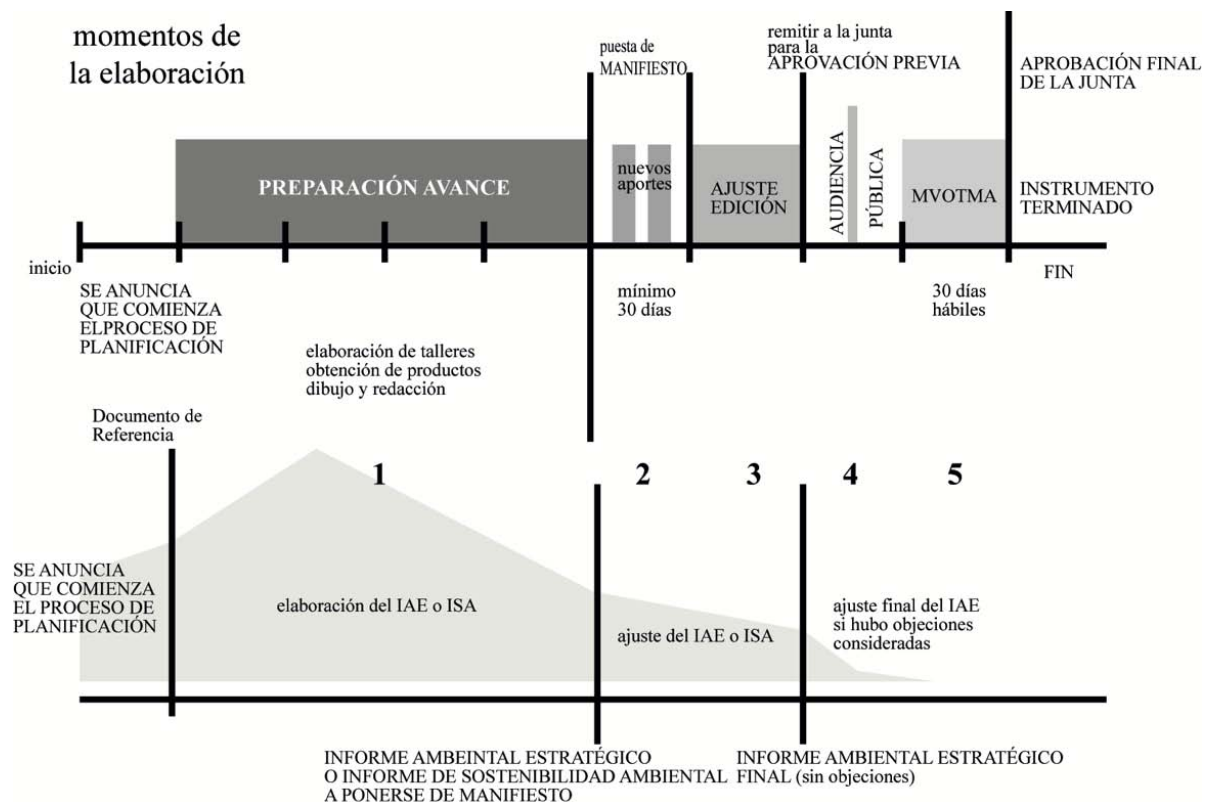 momentos de
la elaboración
puesta de
MANIFIESTO
remitir a la junta
para la
APROVACIÓN PREVIA
APROBACIÓN FINAL
DE LA JUNTA
PREPARACIÓN AVANCE
nuevos
aportes
AJUSTE
EDICIÓN
AUDIENCIA
PÚBLICA
MVOTMA
INSTRUMENTO
TERMINADO
inicio
FIN
SE ANUNCIA
QUE COMIENZA
ELPROCESO DE
PLANIFICACIÓN
mínimo
30 días
30 días
hábiles
elaboración de talleres
obtención de productos
dibujo y redacción
Documento de
Referencia
1
2
3
4
5
SE ANUNCIA
QUE COMIENZA
EL PROCESO DE
PLANIFICACIÓN
elaboración del IAE o ISA
ajuste del IAE o ISA
ajuste final del IAE
si hubo objeciones
consideradas
INFORME AMBEINTAL ESTRATÉGICO
O INFORME DE SOSTENIBILIDAD AMBIENTAL
A PONERSE DE MANIFIESTO
INFORME AMBIENTAL ESTRATÉGICO
FINAL (sin objeciones)